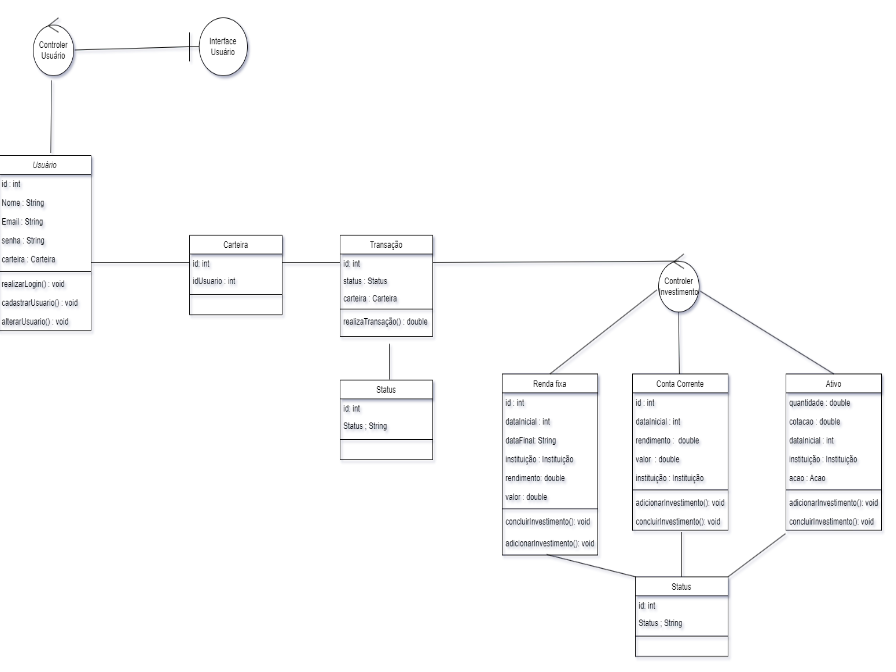 Controler
Usuário
Interface
Usuário
Usuário
id : int
Nome : String
Email : String
senha : String
carteira : Carteira
realizarLogin() : void
cadastrarUsuario() : void
alterarUsuario() : void
Carteira
id: int
idUsuario : int
Transação
id: int
status : Status
carteira : Carteira
realizaTransação() : double
Status
id: int
Status ; String
Controler
Investimento
Renda fixa
id : int
dataInicial : int
dataFinal: String
instituição : Instituição
rendimento: double
valor : double
concluirInvestimento(): void
adicionarInvestimento(): void
Conta Corrente
id : int
dataInicial : int
rendimento : double
valor : double
instituição : Instituição
adicionarInvestimento(): void
concluirInvestimento(): void
Ativo
quantidade : double
cotacao : double
dataInicial : int
instituição : Instituição
acao : Acao
adicionarInvestimento(): void
concluirInvestimento(): void
Status
id: int
Status ; String